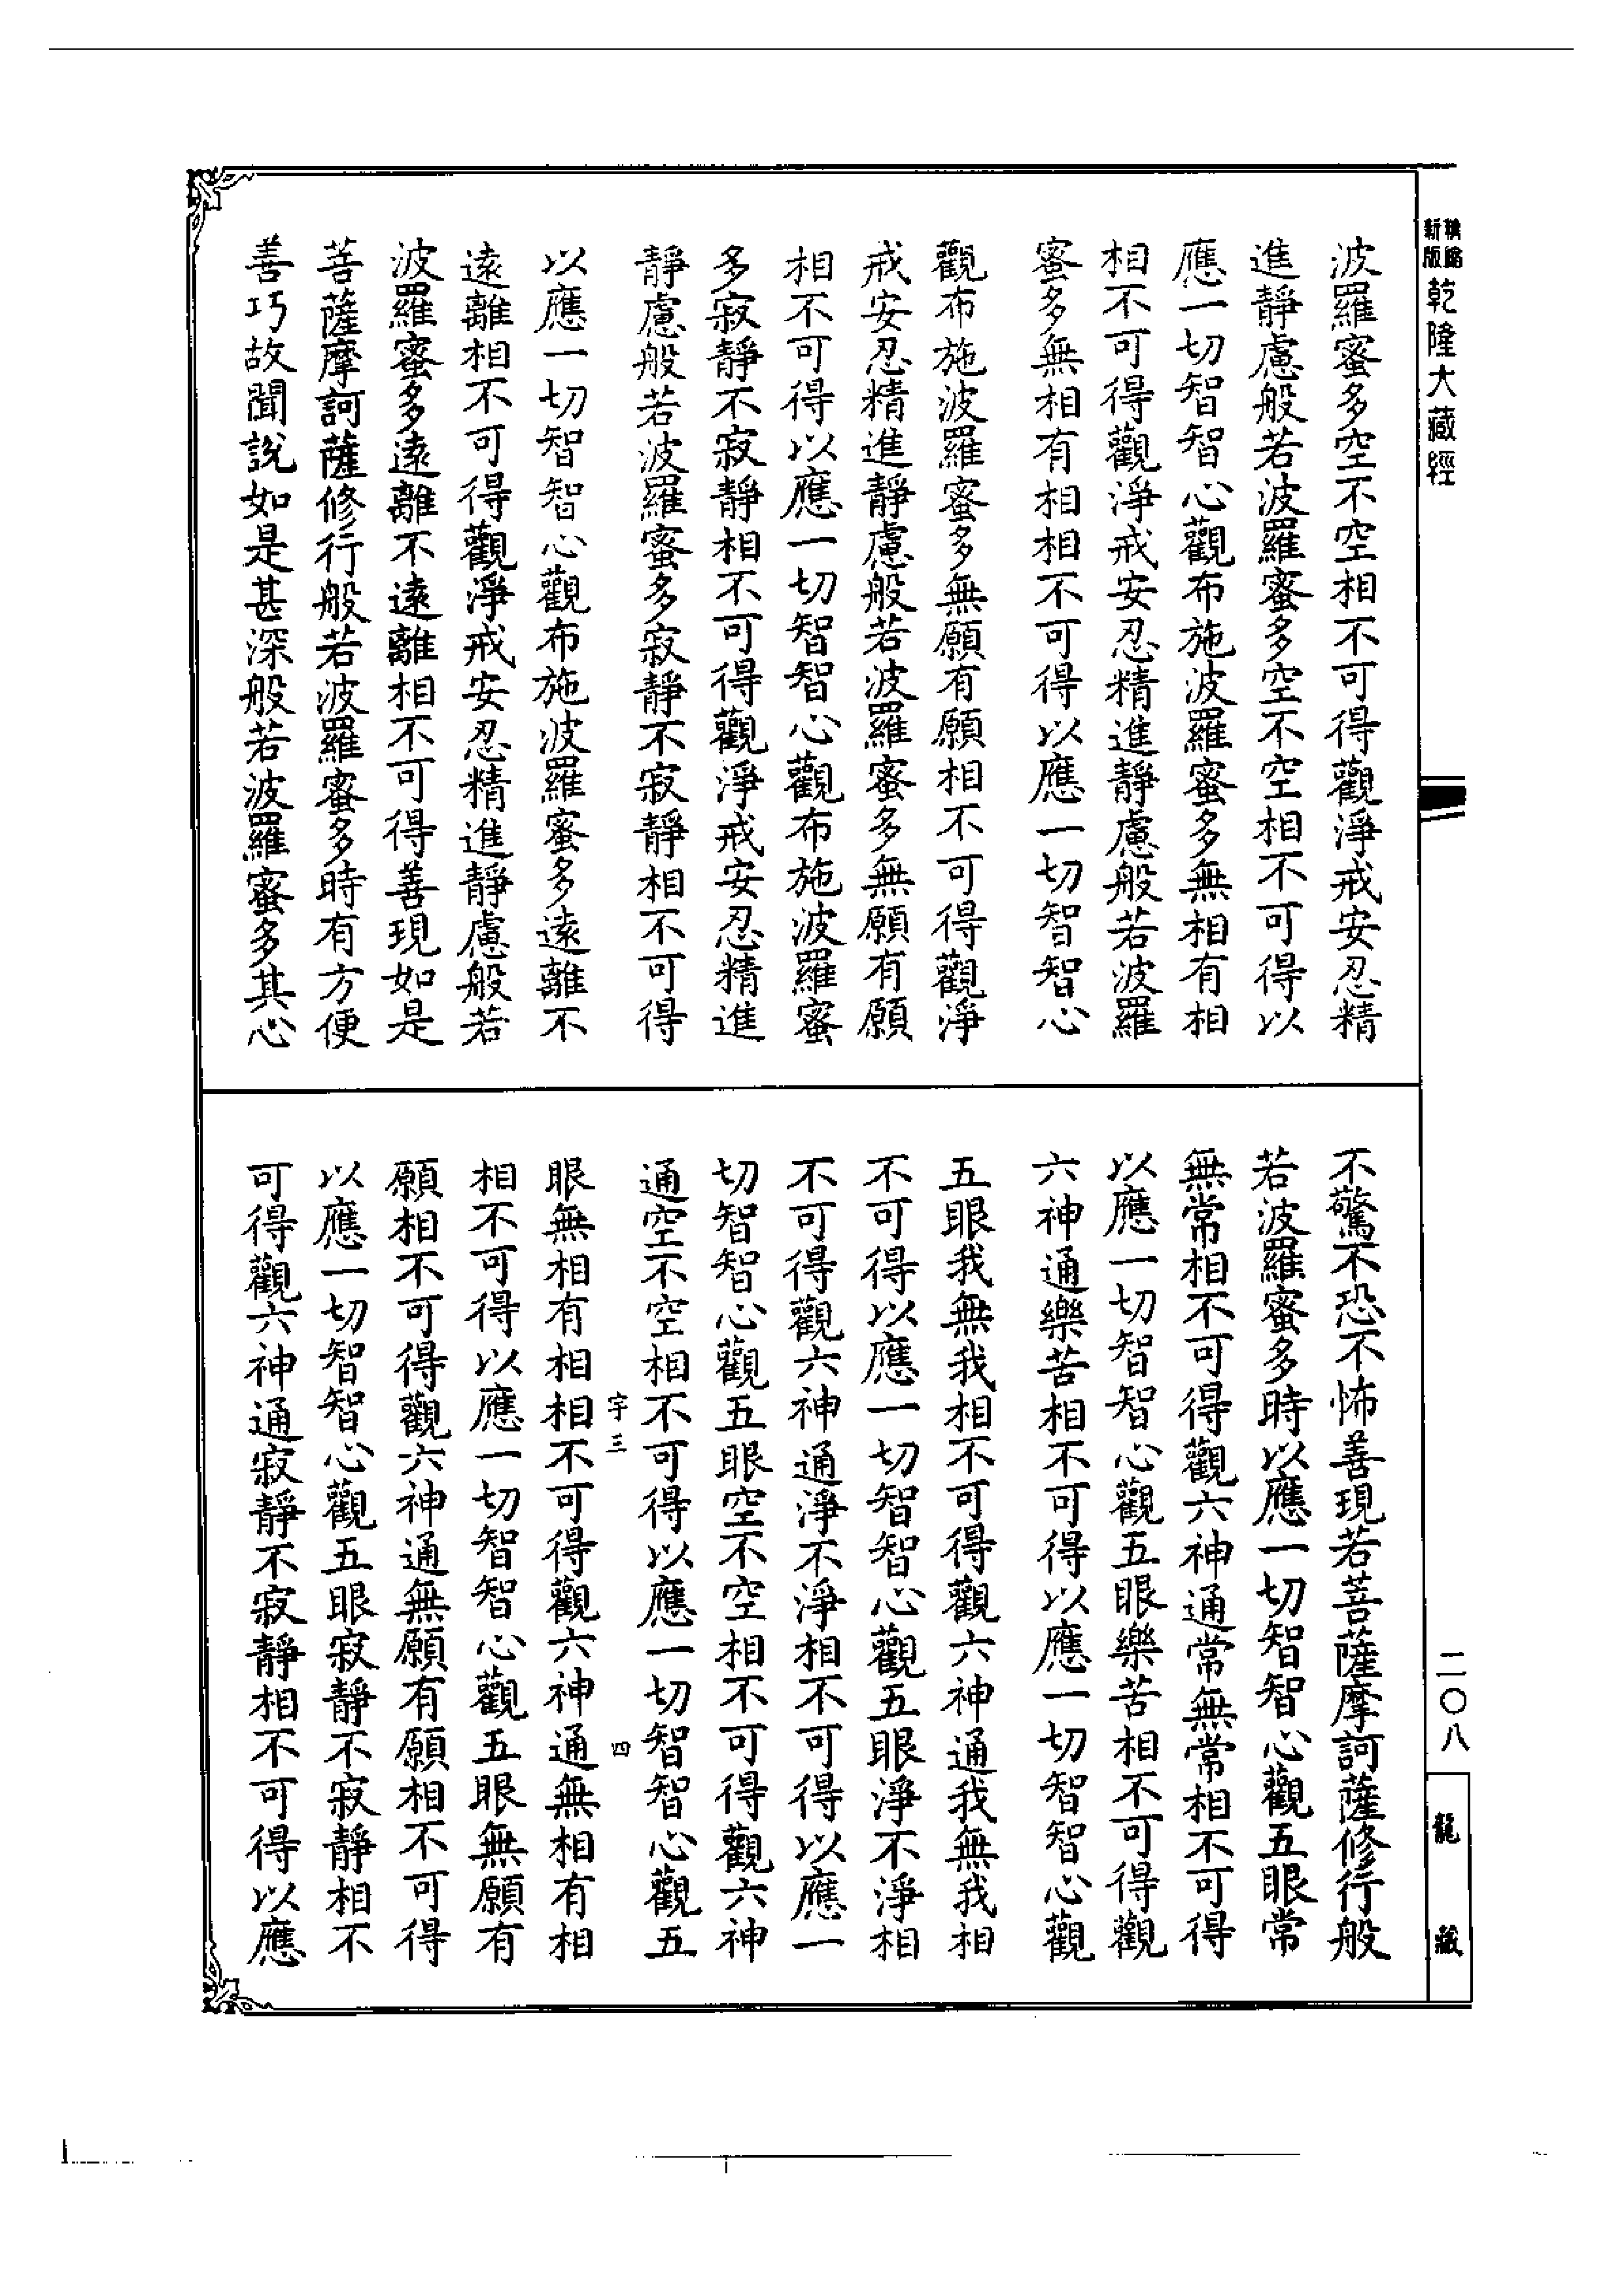 新版 精縮 乾隆大藏經
波羅蜜多空不空相不可得觀淨戒安忍精
進靜慮般若波羅蜜多空不空相不可得以
應一切智智心觀布施波羅蜜多無相有相
相不可得觀淨戒安忍精進靜慮般若波羅
蜜多無相有相相不可得以應一切智智心
觀布施波羅蜜多無願有願相不可得觀淨
戒安忍精進靜慮般若波羅蜜多無願有願
相不可得以應一切智智心觀布施波羅蜜
多寂靜不寂靜相不可得觀淨戒安忍精進
靜慮般若波羅蜜多寂靜不寂靜相不可得
以應一切智智心觀布施波羅蜜多遠離不
遠離相不可得觀淨戒安忍精進靜慮般若
波羅蜜多遠離不遠離相不可得善現如是
菩薩摩訶薩修行般若波羅蜜多時有方便
善巧故聞說如是甚深般若波羅蜜多其心
不驚不恐不怖善現若菩薩摩訶薩修行般
若波羅蜜多時以應一切智智心觀五眼常
無常相不可得觀六神通常無常相不可得
以應一切智智心觀五眼樂苦相不可得觀
六神通樂苦相不可得以應一切智智心觀
五眼我無我相不可得觀六神通我無我相
不可得以應一切智智心觀五眼淨不淨相
不可得觀六神通淨不淨相不可得以應一
切智智心觀五眼空不空相不可得觀六神
通空不空相不可得以應一切智智心觀五
宇三 四
眼無相有相相不可得觀六神通無相有相
相不可得以應一切智智心觀五眼無願有
願相不可得觀六神通無願有願相不可得
以應一切智智心觀五眼寂靜不寂靜相不
可得觀六神通寂靜不寂靜相不可得以應
二〇八
龍藏